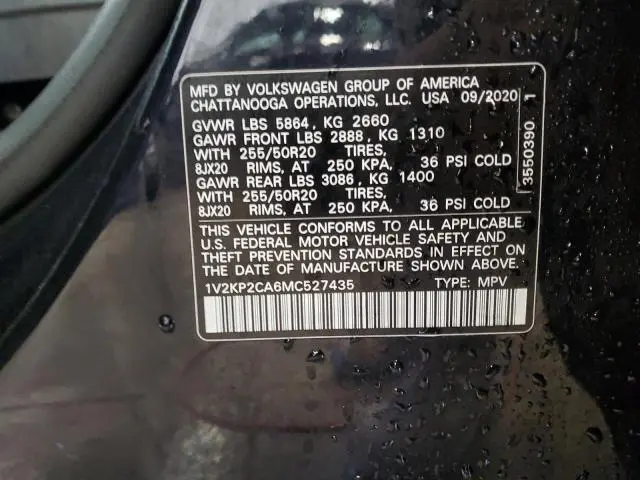 MFD BY VOLKSWAGEN GROUP OF AMERICA
CHATTANOOGA OPERATIONS, LLC. USA 09/2020
GVWR LBS 5864, KG 2660
GAWR FRONT LBS 2888, KG 1310
WITH 255/50R20 TIRES,
8JX20 RIMS, AT 250 KPA, 36 PSI COLD
GAWR REAR LBS 3086, KG 1400
WITH 255/50R20 TIRES,
8JX20 RIMS, AT 250 KPA, 36 PSI COLD
THIS VEHICLE CONFORMS TO ALL APPLICABLE
U.S. FEDERAL MOTOR VEHICLE SAFETY AND
THEFT PREVENTION STANDARDS IN EFFECT ON THE
DATE OF MANUFACTURE SHOWN ABOVE.
1V2KP2CA6MC527435 TYPE: MPV
3550390 1